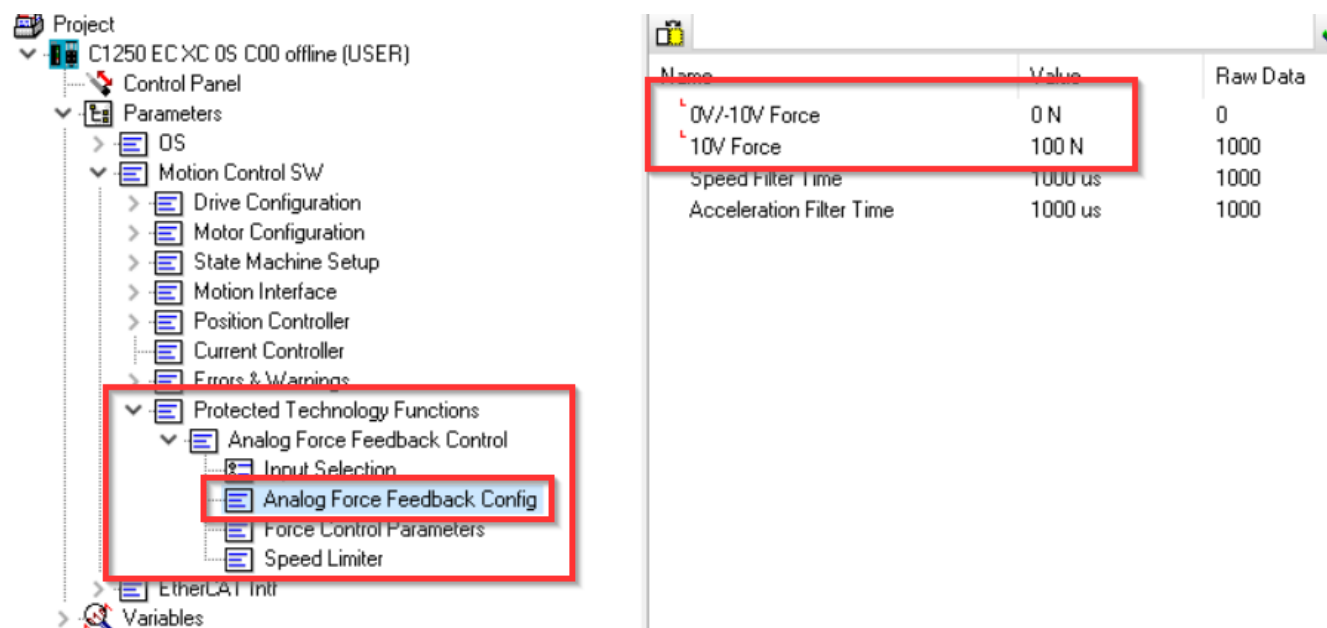 Project
C1250 EC XC 0S C00 offline (USER)
Control Panel
Parameters
OS
Motion Control SW
Drive Configuration
Motor Configuration
State Machine Setup
Motion Interface
Position Controller
Current Controller
Errors & Warnings
Protected Technology Functions
Analog Force Feedback Control
Input Selection
Analog Force Feedback Config
Force Control Parameters
Speed Limiter
EtherCAT Intf
Variables
Name Value Raw Data
0V/-10V Force 0 N 0
10V Force 100 N 1000
Speed Filter Time 1000 us 1000
Acceleration Filter Time 1000 us 1000